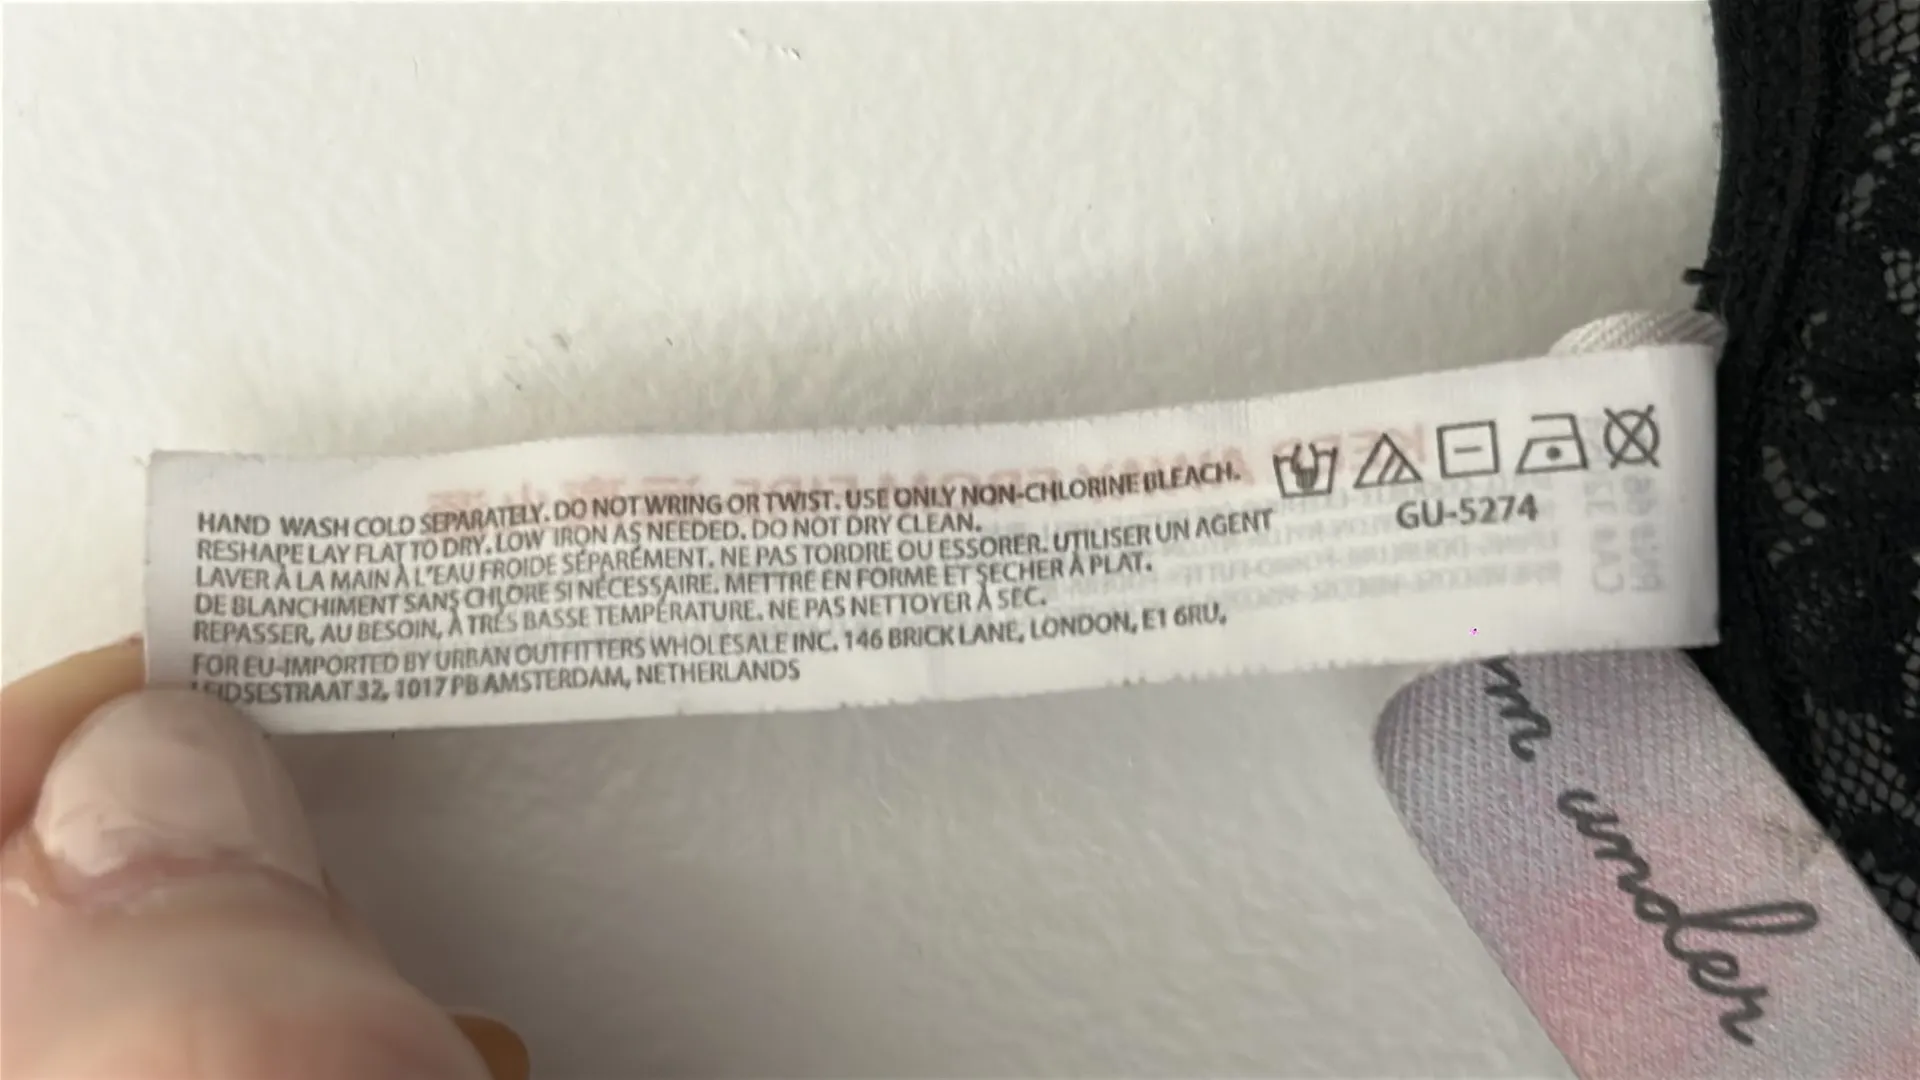 HAND WASH COLD SEPARATELY. DO NOT WRING OR TWIST. USE ONLY NON-CHLORINE BLEACH.
RESHAPE LAY FLAT TO DRY. LOW IRON AS NEEDED. DO NOT DRY CLEAN.
LAVER À LA MAIN À L'EAU FROIDE SÉPARÉMENT. NE PAS TORDRE OU ESSORER. UTILISER UN AGENT
DE BLANCHIMENT SANS CHLORE SI NÉCESSAIRE. METTRE EN FORME ET SECHER À PLAT.
REPASSER, AU BESOIN, À TRÉS BASSE TEMPÉRATURE. NE PAS NETTOYER À SEC.
FOR EU-IMPORTED BY URBAN OUTFITTERS WHOLESALE INC. 146 BRICK LANE, LONDON, E1 6RU,
32, 1017 PB AMSTERDAM, NETHERLANDS
GU-5274
under